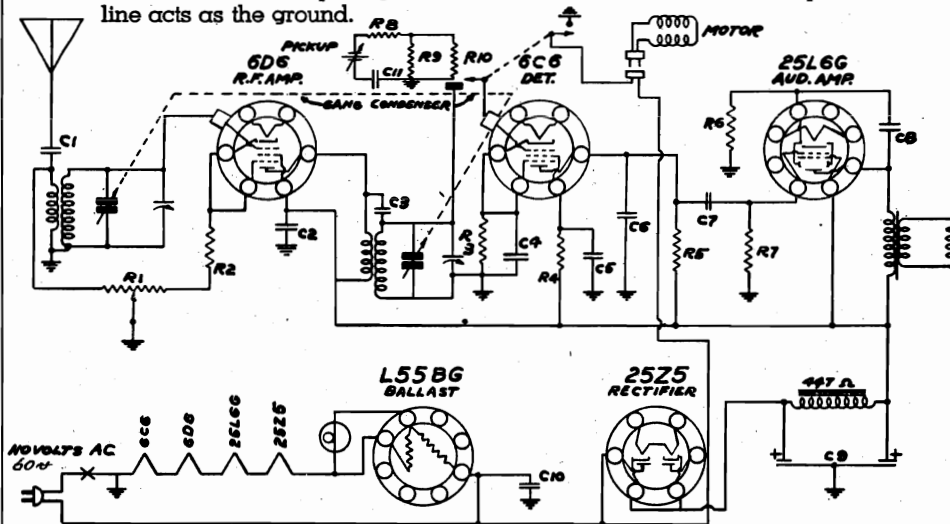 line acts as the ground.
R8
PICKUP
R9
R10
C11
MOTOR
6D6
R.F. AMP.
6C6
DET.
25L6G
AUD. AMP.
GANG CONDENSER
C1
R6
C8
C3
C2
R2
R1
R3
C4
R4
C5
C6
C7
R5
R7
L55BG
BALLAST
25Z5
RECTIFIER
447 Ω
6C6
6D6
25L6G
25Z5
110 VOLTS AC
60~
C10
+
C9
+